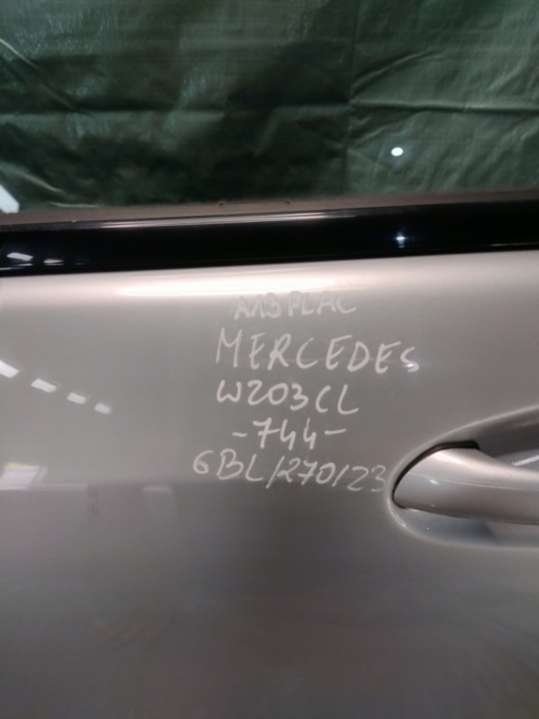 MERCEDES
W203CL
-744-
6BL/270/23